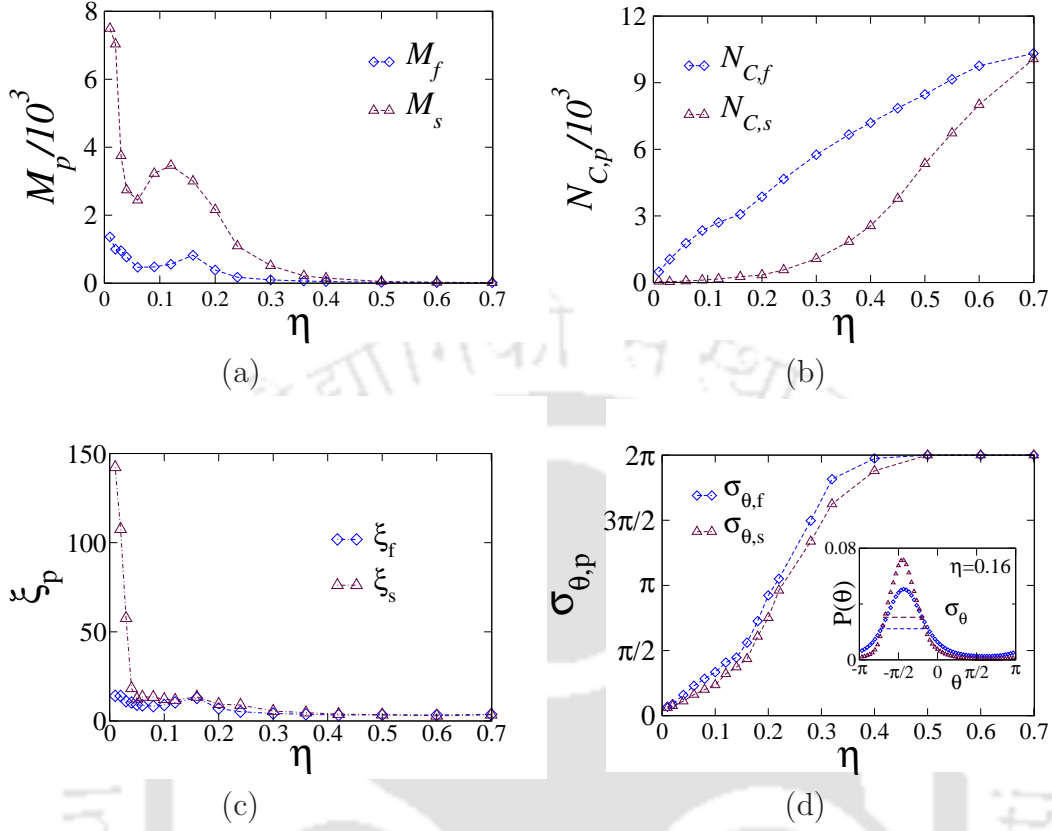 8
6
4
2
0
M_p/10^3
M_f
M_s
0 0.1 0.2 0.3 0.4 0.5 0.6 0.7
η
(a)
12
9
6
3
0
N_{C,p}/10^3
N_{C,f}
N_{C,s}
0 0.1 0.2 0.3 0.4 0.5 0.6 0.7
η
(b)
150
100
50
0
ξ_p
ξ_f
ξ_s
0 0.1 0.2 0.3 0.4 0.5 0.6 0.7
η
(c)
2π
3π/2
π
π/2
0
σ_{θ,p}
σ_{θ,f}
σ_{θ,s}
0.08
0
P(θ)
η=0.16
σ_θ
-π -π/2 0 π/2 π
θ
0 0.1 0.2 0.3 0.4 0.5 0.6 0.7
η
(d)